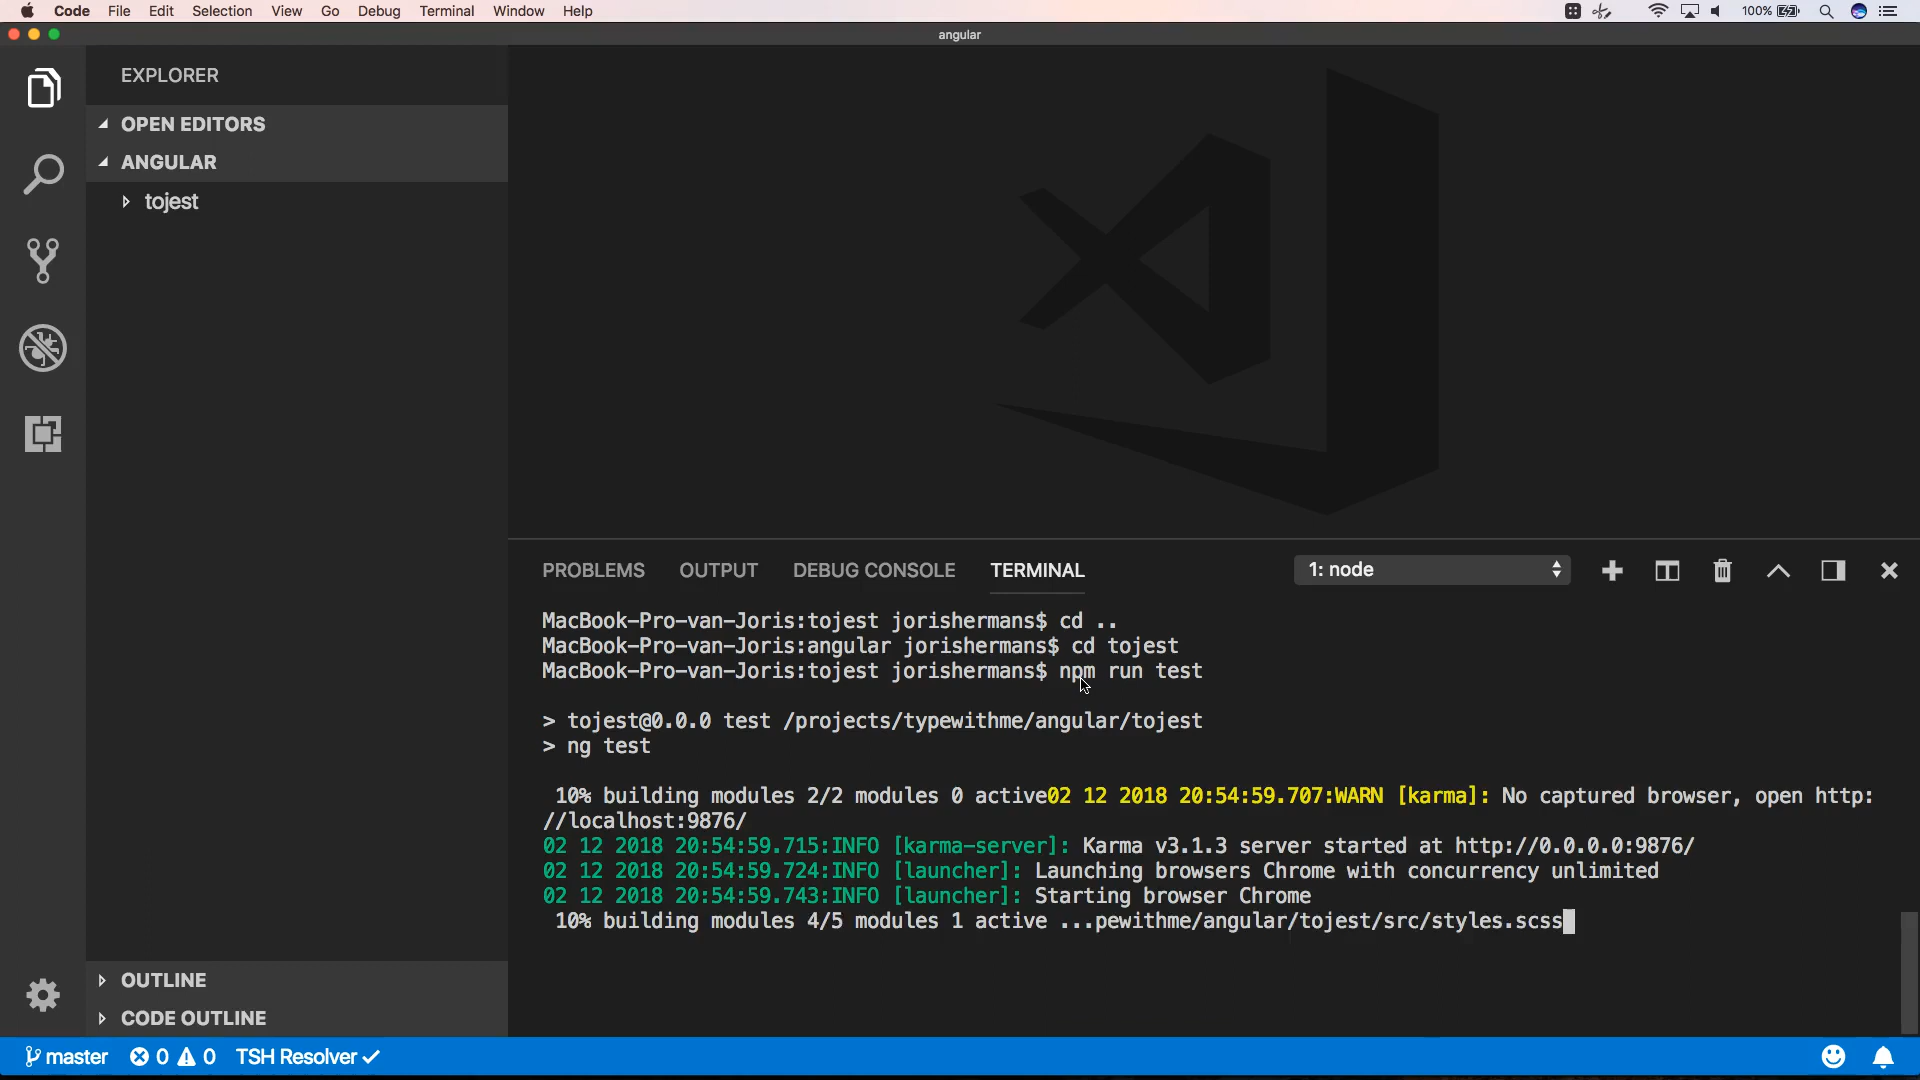 Code File Edit Selection View Go Debug Terminal Window Help 100%
angular
EXPLORER
OPEN EDITORS
ANGULAR
tojest
PROBLEMS OUTPUT DEBUG CONSOLE TERMINAL 1: node
MacBook-Pro-van-Joris:tojest jorishermans$ cd ..
MacBook-Pro-van-Joris:angular jorishermans$ cd tojest
MacBook-Pro-van-Joris:tojest jorishermans$ npm run test
> tojest@0.0.0 test /projects/typewithme/angular/tojest
> ng test
10% building modules 2/2 modules 0 active02 12 2018 20:54:59.707:WARN [karma]: No captured browser, open http:
//localhost:9876/
02 12 2018 20:54:59.715:INFO [karma-server]: Karma v3.1.3 server started at http://0.0.0.0:9876/
02 12 2018 20:54:59.724:INFO [launcher]: Launching browsers Chrome with concurrency unlimited
02 12 2018 20:54:59.743:INFO [launcher]: Starting browser Chrome
10% building modules 4/5 modules 1 active ...pewithme/angular/tojest/src/styles.scss
OUTLINE
CODE OUTLINE
master 0 0 TSH Resolver